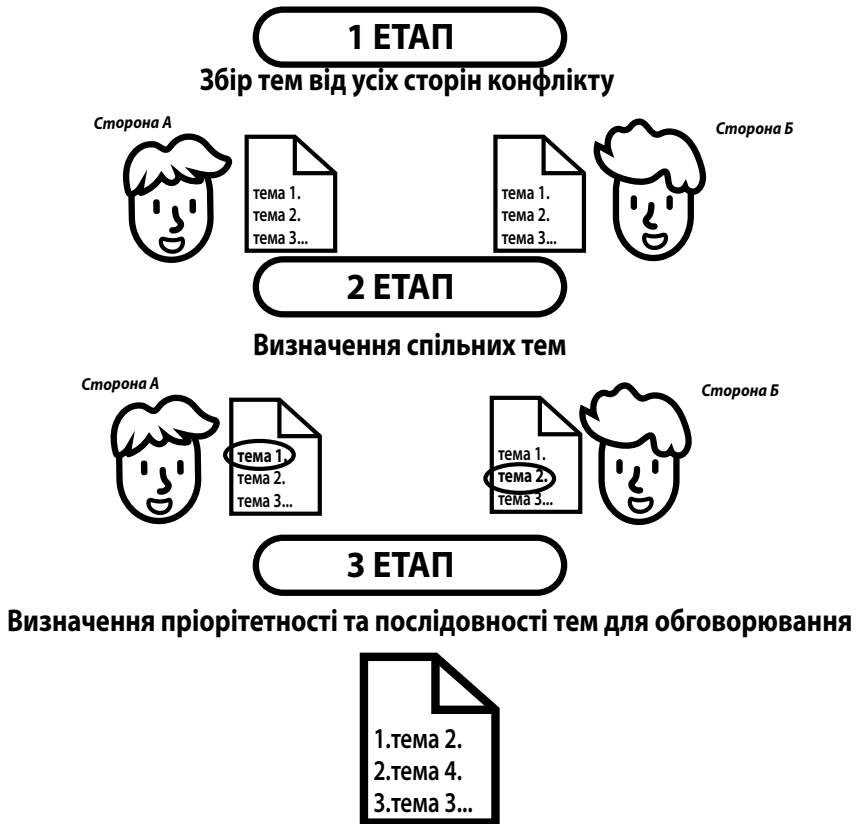 1 ЕТАП
Збір тем від усіх сторін конфлікту
Сторона А
Сторона Б
тема 1.
тема 2.
тема 3...
тема 1.
тема 2.
тема 3...
2 ЕТАП
Визначення спільних тем
Сторона А
Сторона Б
тема 1.
тема 2.
тема 3...
тема 1.
тема 2.
тема 3...
3 ЕТАП
Визначення пріорітетності та послідовності тем для обговорювання
1.тема 2.
2.тема 4.
3.тема 3...